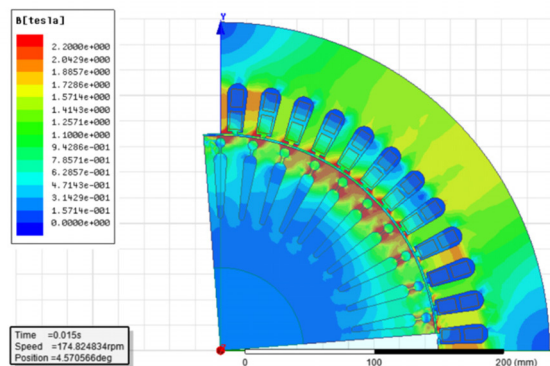 B[tesla]
Y
2.2000e+000
2.0429e+000
1.8857e+000
1.7286e+000
1.5714e+000
1.4143e+000
1.2571e+000
1.1000e+000
9.4286e-001
7.8571e-001
6.2857e-001
4.7143e-001
3.1429e-001
1.5714e-001
0.0000e+000
Time =0.015s
Speed =174.824834rpm
Position =4.570566deg
0 100 200 (mm)